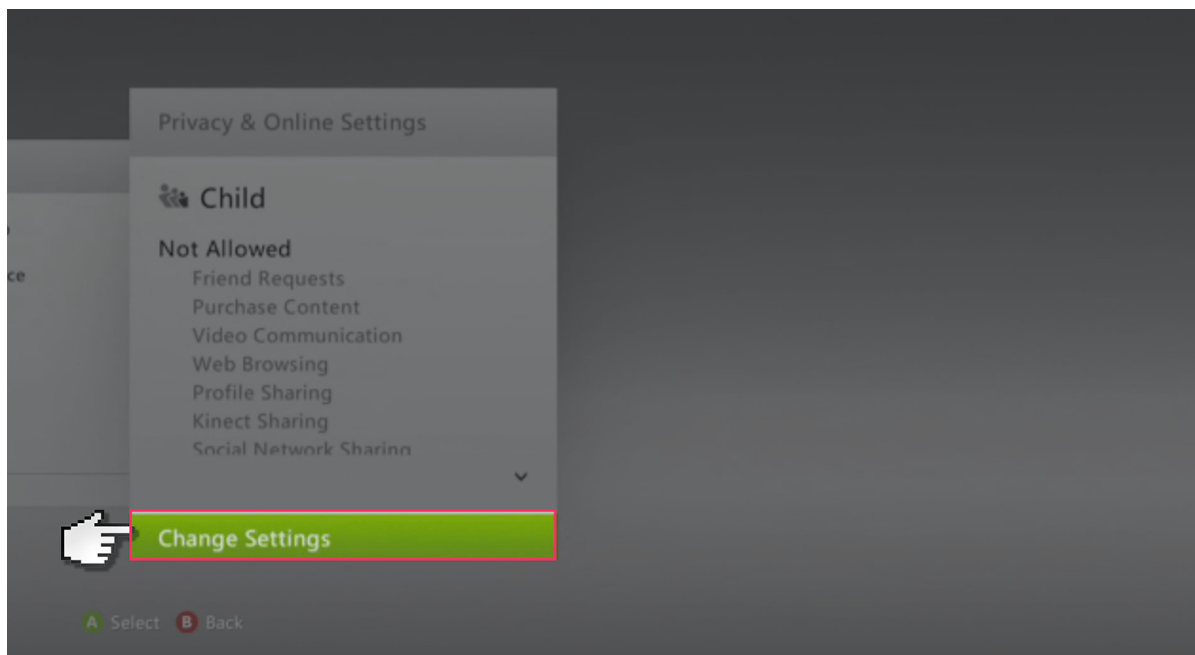 Privacy & Online Settings
Child
Not Allowed
Friend Requests
Purchase Content
Video Communication
Web Browsing
Profile Sharing
Kinect Sharing
Social Network Sharing
ce
Change Settings
A Select B Back